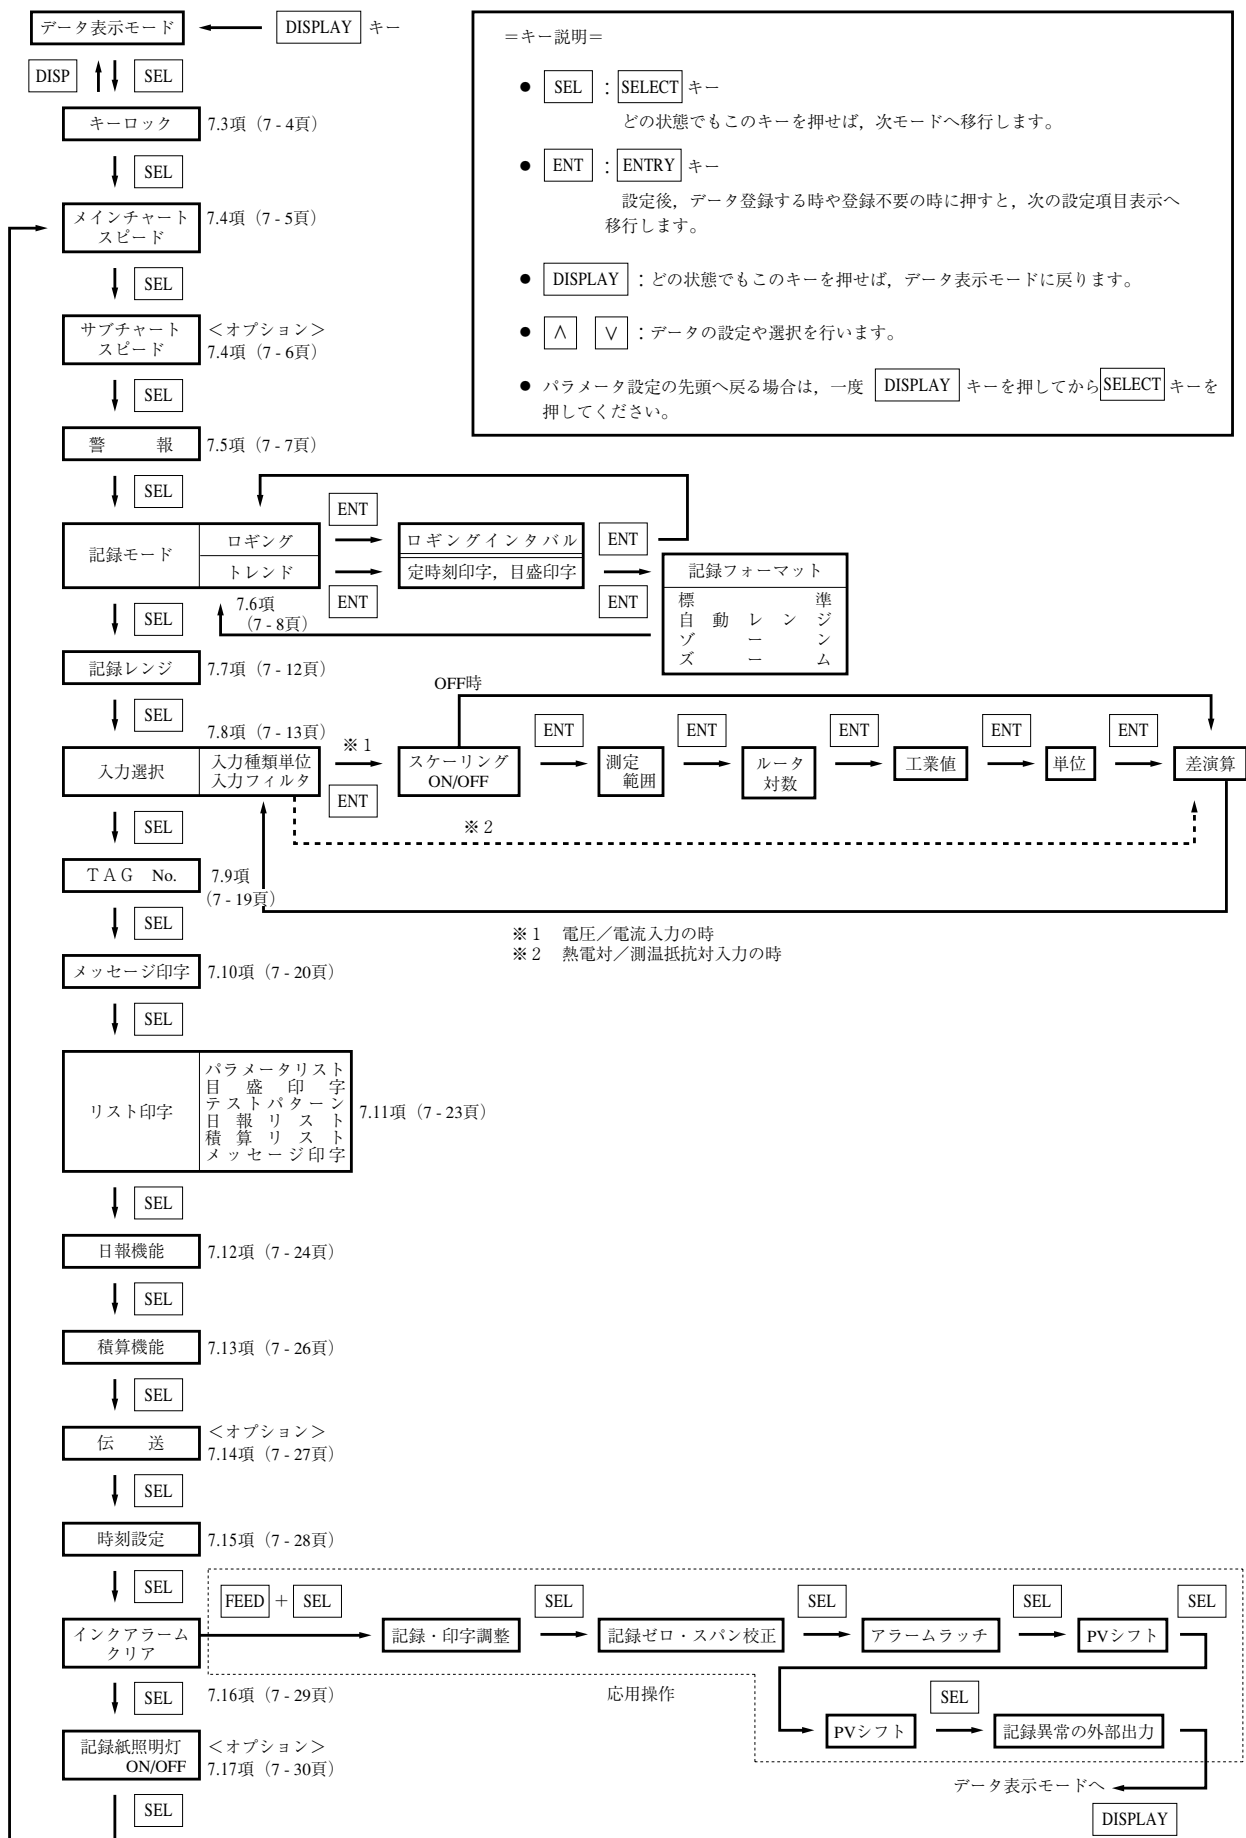 データ表示モード
DISPLAY キー
DISP
SEL
キーロック
7.3項（7 - 4頁）
SEL
メインチャート
スピード
7.4項（7 - 5頁）
SEL
サブチャート
スピード
＜オプション＞
7.4項（7 - 6頁）
SEL
警　報
7.5項（7 - 7頁）
SEL
＝キー説明＝
● SEL ：SELECT キー
どの状態でもこのキーを押せば，次モードへ移行します。
● ENT ：ENTRY キー
設定後，データ登録する時や登録不要の時に押すと，次の設定項目表示へ
移行します。
● DISPLAY ：どの状態でもこのキーを押せば，データ表示モードに戻ります。
● ∧ ∨ ：データの設定や選択を行います。
● パラメータ設定の先頭へ戻る場合は，一度 DISPLAY キーを押してから SELECT キーを
押してください。
記録モード
ロギング
トレンド
ENT
ENT
ロギングインタバル
定時刻印字，目盛印字
ENT
ENT
記録フォーマット
標準
自動レンジ
ゾーン
ズーム
7.6項
（7 - 8頁）
SEL
記録レンジ
7.7項（7 - 12頁）
SEL
7.8項（7 - 13頁）
入力選択
入力種類単位
入力フィルタ
※１
ENT
OFF時
スケーリング
ON/OFF
ENT
測定
範囲
ENT
ルータ
対数
ENT
工業値
ENT
単位
ENT
差演算
※２
SEL
ＴＡＧ　No.
7.9項
（7 - 19頁）
SEL
※１　電圧／電流入力の時
※２　熱電対／測温抵抗対入力の時
メッセージ印字
7.10項（7 - 20頁）
SEL
リスト印字
パラメータリスト
目盛印字
テストパターン
日報リスト
積算リスト
メッセージ印字
7.11項（7 - 23頁）
SEL
日報機能
7.12項（7 - 24頁）
SEL
積算機能
7.13項（7 - 26頁）
SEL
伝　送
＜オプション＞
7.14項（7 - 27頁）
SEL
時刻設定
7.15項（7 - 28頁）
SEL
インクアラーム
クリア
FEED ＋ SEL
記録・印字調整
SEL
記録ゼロ・スパン校正
SEL
アラームラッチ
SEL
PVシフト
SEL
7.16項（7 - 29頁）
SEL
応用操作
PVシフト
SEL
記録異常の外部出力
記録紙照明灯
ON/OFF
＜オプション＞
7.17項（7 - 30頁）
データ表示モードへ
DISPLAY
SEL